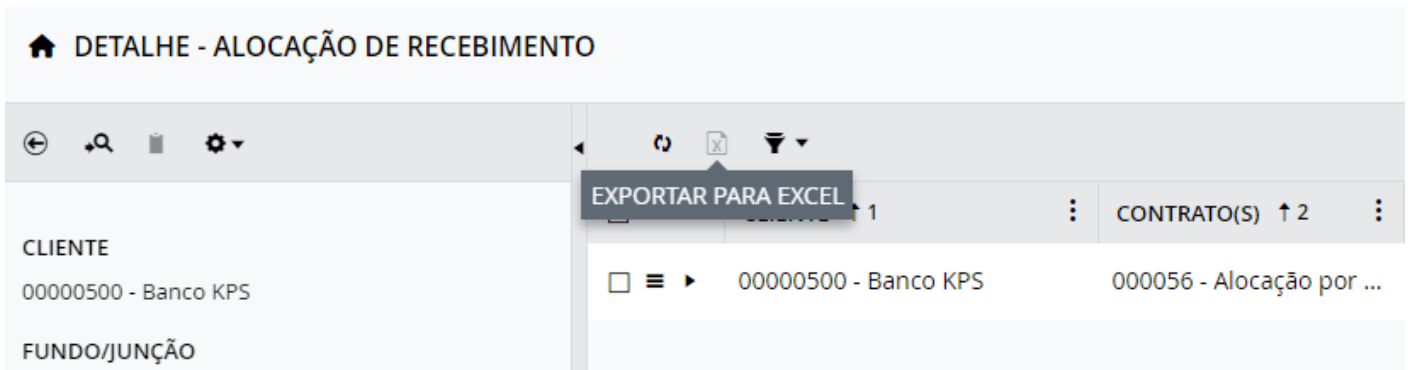 DETALHE - ALOCAÇÃO DE RECEBIMENTO
EXPORTAR PARA EXCEL
1
CONTRATO(S) ↑ 2
CLIENTE
00000500 - Banco KPS
00000500 - Banco KPS
000056 - Alocação por ...
FUNDO/JUNÇÃO